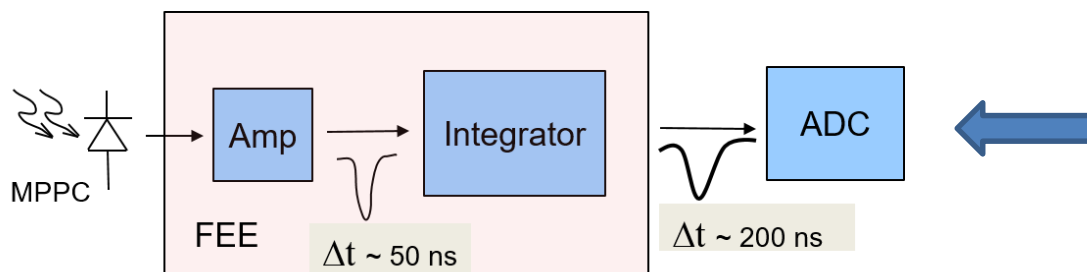 MPPC
Amp
Integrator
ADC
FEE
Δt ~ 50 ns
Δt ~ 200 ns